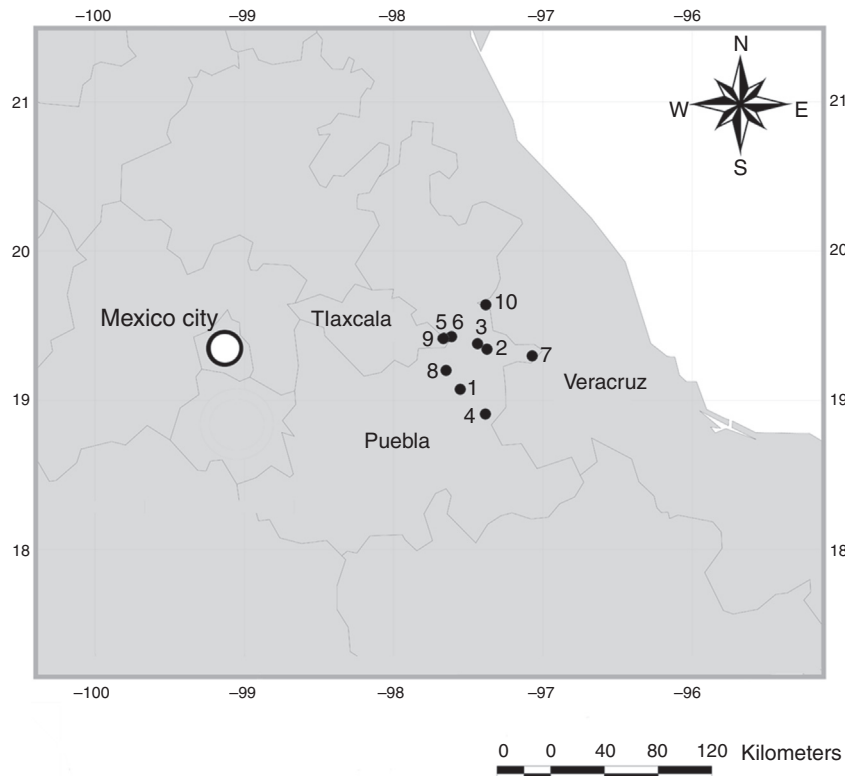 –100 –99 –98 –97 –96
N
21 W E 21
S
20 20
10
Mexico city Tlaxcala 5 6 3
9 2 7
8 Veracruz
1
19 19
4
Puebla
18 18
–100 –99 –98 –97 –96
0 0 40 80 120 Kilometers